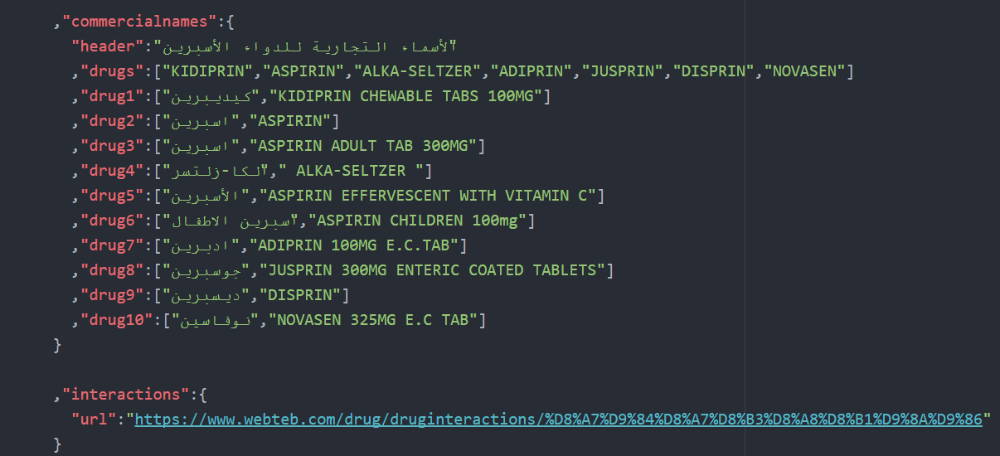 ,"commercialnames":{
"header":"الأسماء التجارية للدواء الأسبرين"
,"drugs":["KIDIPRIN","ASPIRIN","ALKA-SELTZER","ADIPRIN","JUSPRIN","DISPRIN","NOVASEN"]
,"drug1":["كيديبرين","KIDIPRIN CHEWABLE TABS 100MG"]
,"drug2":["اسبرين","ASPIRIN"]
,"drug3":["اسبرين","ASPIRIN ADULT TAB 300MG"]
,"drug4":["ألكا-زلتسر"," ALKA-SELTZER "]
,"drug5":["الأسبرين","ASPIRIN EFFERVESCENT WITH VITAMIN C"]
,"drug6":["أسبرين الاطفال","ASPIRIN CHILDREN 100mg"]
,"drug7":["ادبرين","ADIPRIN 100MG E.C.TAB"]
,"drug8":["جوسبرين","JUSPRIN 300MG ENTERIC COATED TABLETS"]
,"drug9":["ديسبرين","DISPRIN"]
,"drug10":["نوفاسين","NOVASEN 325MG E.C TAB"]
}
,"interactions":{
"url":"https://www.webteb.com/drug/druginteractions/%D8%A7%D9%84%D8%A7%D8%B3%D8%A8%D8%B1%D9%8A%D9%86"
}